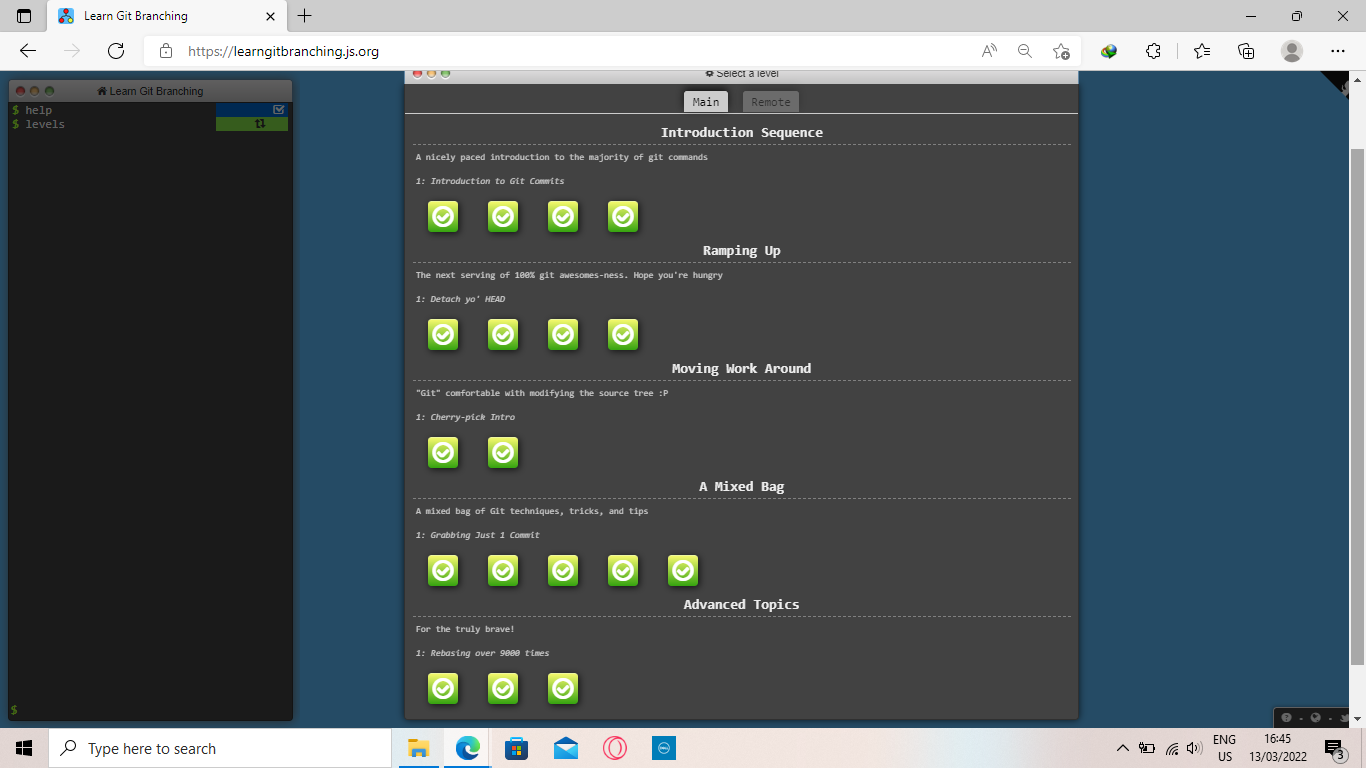 Learn Git Branching
https://learngitbranching.js.org
Learn Git Branching
$ help
$ levels
$
Select a level
Main Remote
Introduction Sequence
A nicely paced introduction to the majority of git commands
1: Introduction to Git Commits
Ramping Up
The next serving of 100% git awesomes-ness. Hope you're hungry
1: Detach yo' HEAD
Moving Work Around
"Git" comfortable with modifying the source tree :P
1: Cherry-pick Intro
A Mixed Bag
A mixed bag of Git techniques, tricks, and tips
1: Grabbing Just 1 Commit
Advanced Topics
For the truly brave!
1: Rebasing over 9000 times
Type here to search
DELL
ENG
US
16:45
13/03/2022
3